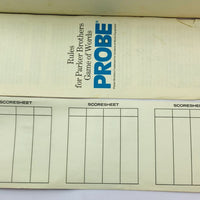 Rules
for Parker Brothers
Game of Words
PROBE®
SCORESHEET
SCORESHEET
SCORESHEET